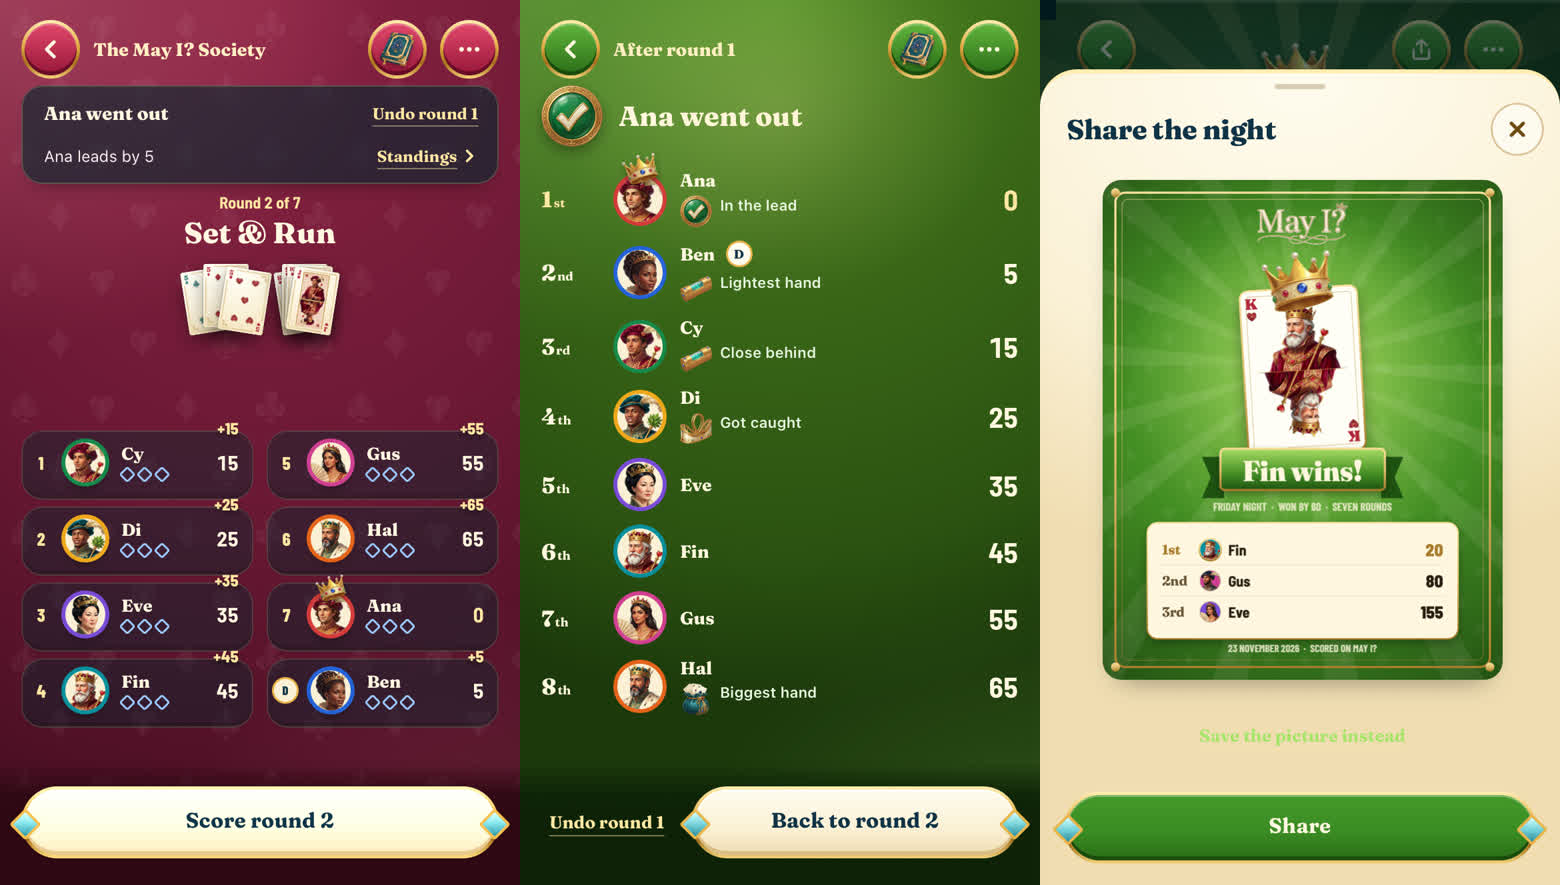 The May I? Society
Ana went out
Undo round 1
Ana leads by 5
Standings
Round 2 of 7
Set & Run
1
Cy
+15
15
2
Di
+25
25
3
Eve
+35
35
4
Fin
+45
45
5
Gus
+55
55
6
Hal
+65
65
7
Ana
0
D
Ben
+5
5
Score round 2
After round 1
Ana went out
1st
Ana
In the lead
0
2nd
Ben
D
Lightest hand
5
3rd
Cy
Close behind
15
4th
Di
Got caught
25
5th
Eve
35
6th
Fin
45
7th
Gus
55
8th
Hal
Biggest hand
65
Undo round 1
Back to round 2
Share the night
May I?
K
K
Fin wins!
FRIDAY NIGHT · WON BY 60 · SEVEN ROUNDS
1st Fin 20
2nd Gus 80
3rd Eve 155
23 NOVEMBER 2026 · SCORED ON MAY I?
Save the picture instead
Share